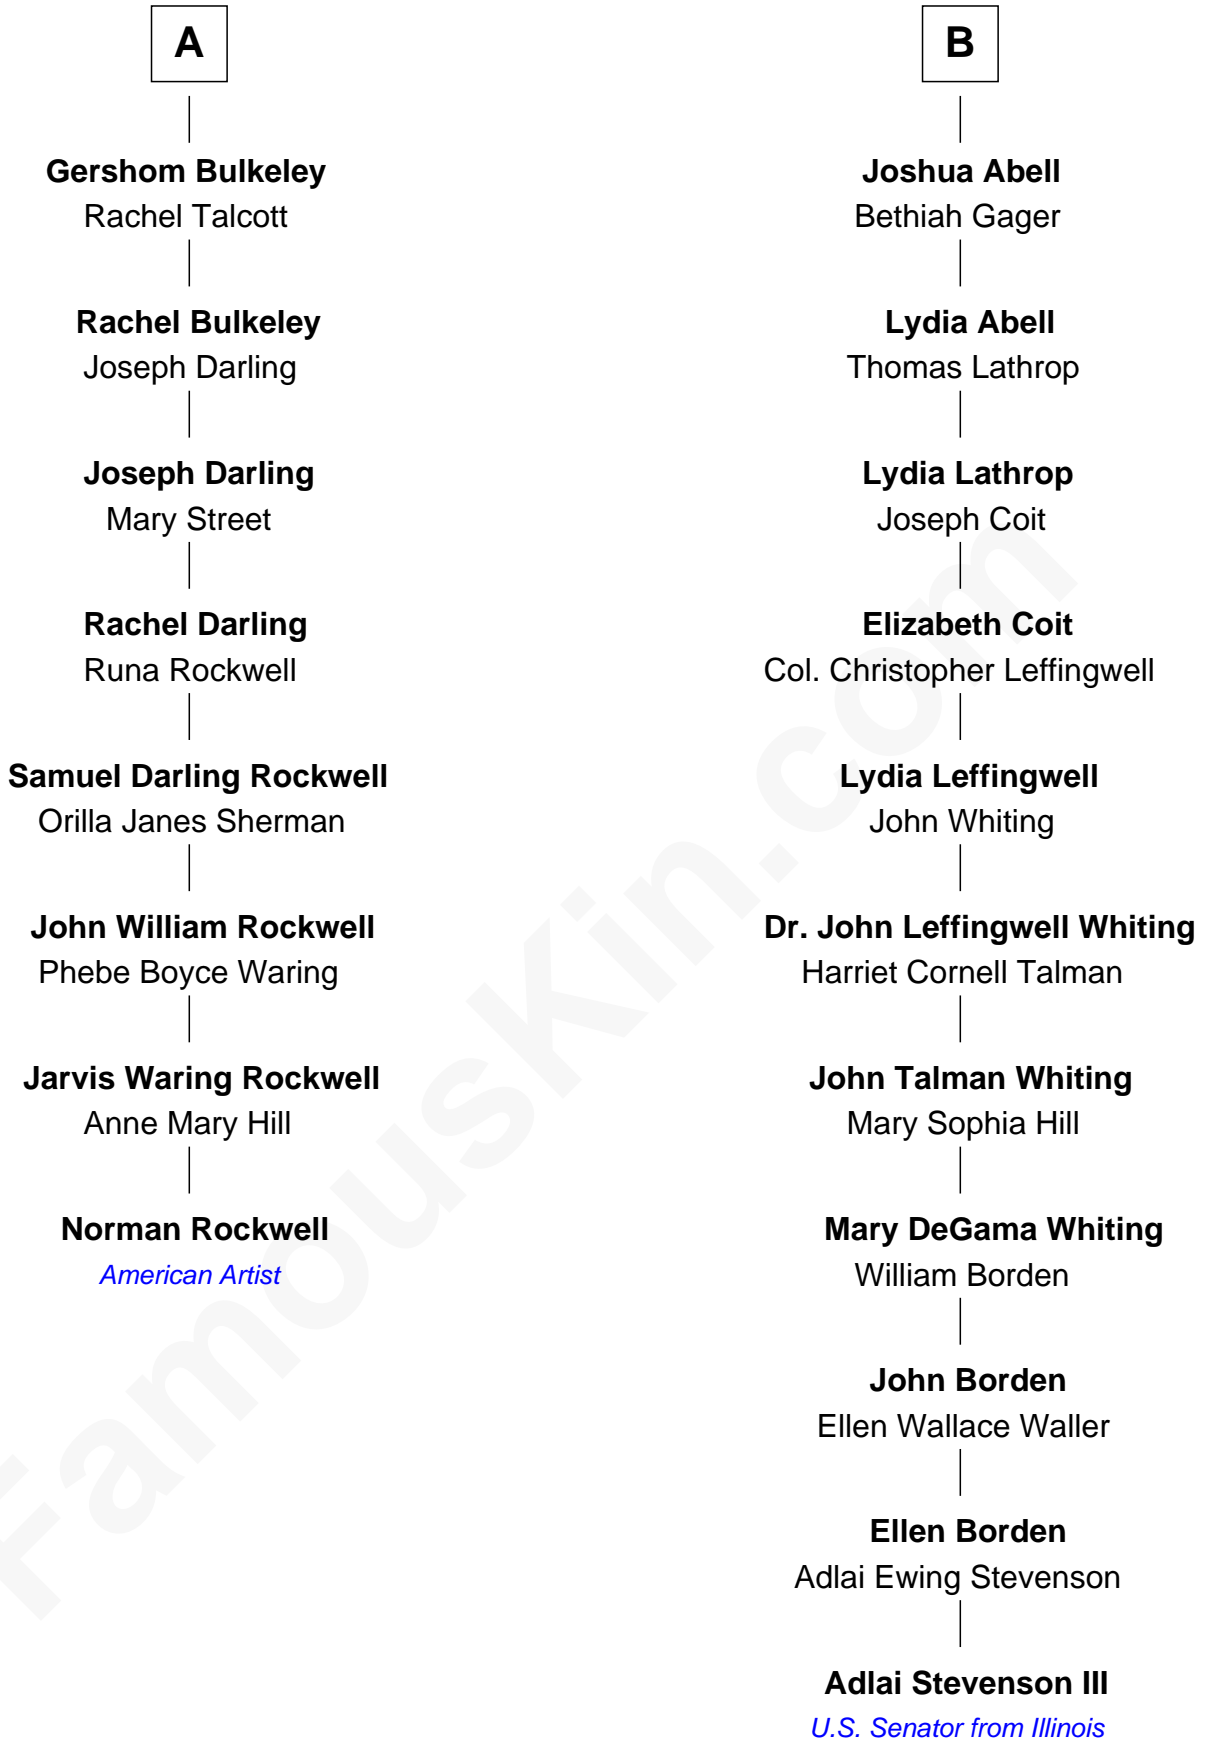 A
Gershom Bulkeley
Rachel Talcott
Rachel Bulkeley
Joseph Darling
Joseph Darling
Mary Street
Rachel Darling
Runa Rockwell
Samuel Darling Rockwell
Orilla Janes Sherman
John William Rockwell
Phebe Boyce Waring
Jarvis Waring Rockwell
Anne Mary Hill
Norman Rockwell
American Artist
B
Joshua Abell
Bethiah Gager
Lydia Abell
Thomas Lathrop
Lydia Lathrop
Joseph Coit
Elizabeth Coit
Col. Christopher Leffingwell
Lydia Leffingwell
John Whiting
Dr. John Leffingwell Whiting
Harriet Cornell Talman
John Talman Whiting
Mary Sophia Hill
Mary DeGama Whiting
William Borden
John Borden
Ellen Wallace Waller
Ellen Borden
Adlai Ewing Stevenson
Adlai Stevenson III
U.S. Senator from Illinois
FamousKin.com